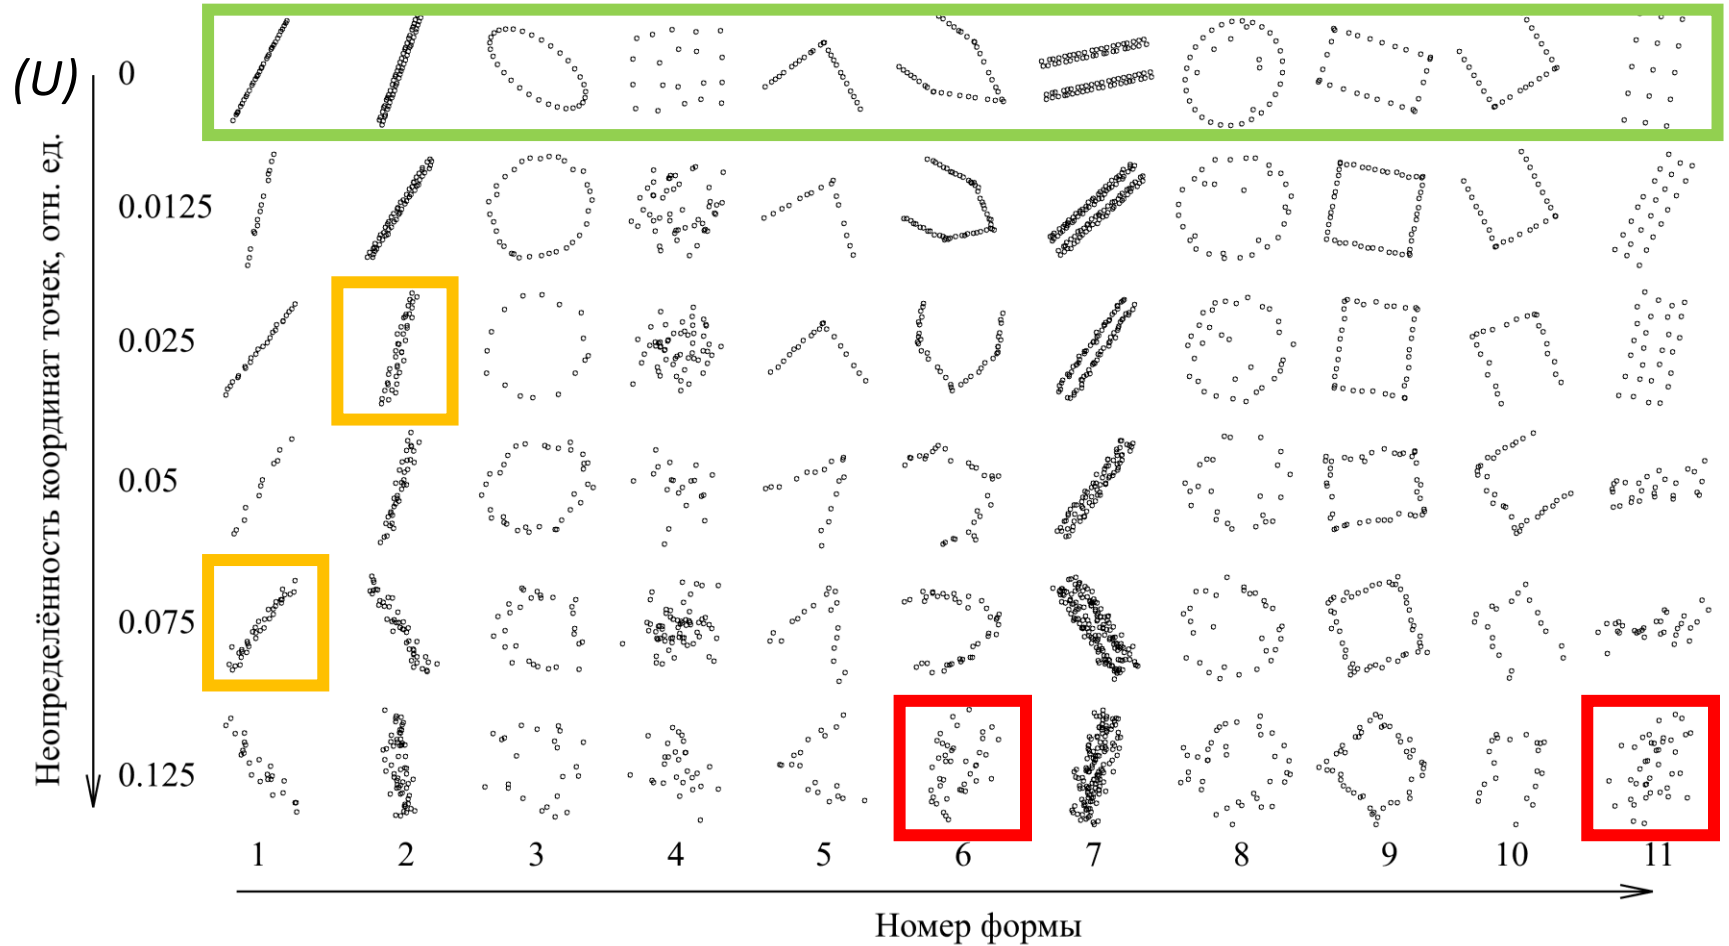 (U)
Неопределённость координат точек, отн. ед.
0
0.0125
0.025
0.05
0.075
0.125
1 2 3 4 5 6 7 8 9 10 11
Номер формы